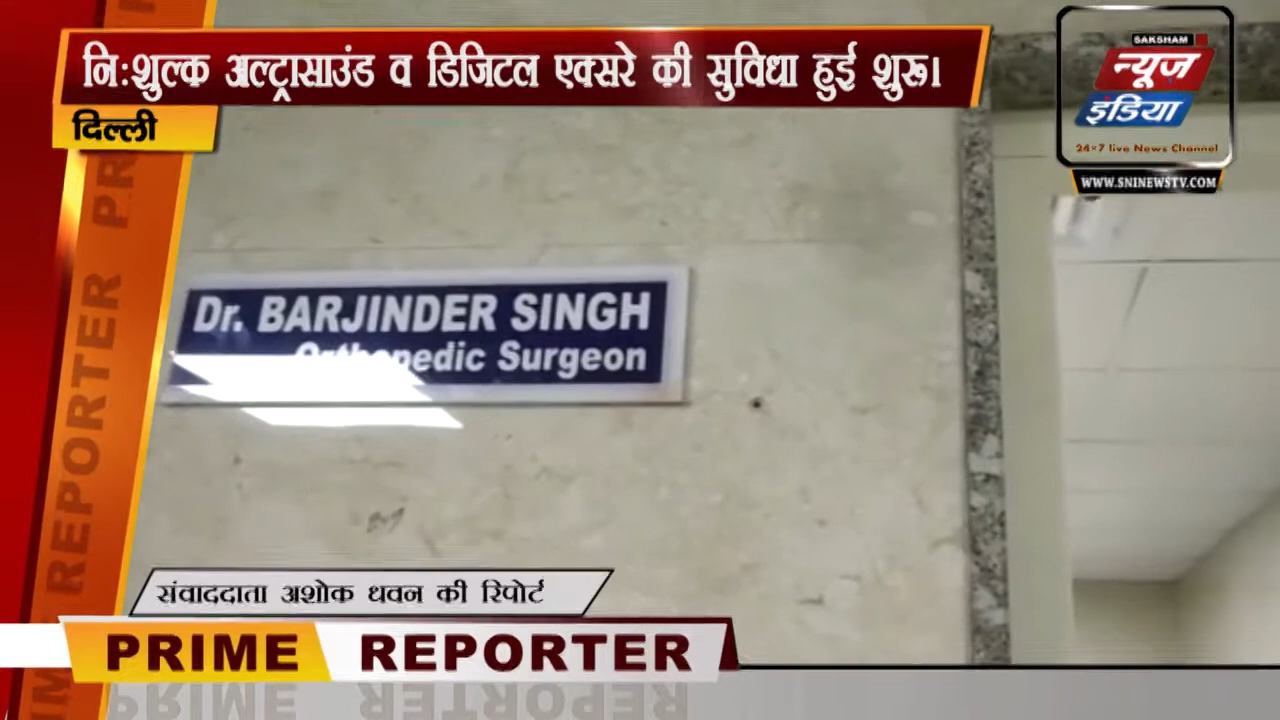 निःशुल्क अल्ट्रासाउंड व डिजिटल एक्सरे की सुविधा हुई शुरू।
दिल्ली
SAKSHAM
न्यूज़
इंडिया
24×7 live News Channel
WWW.SNINEWSTV.COM
Dr. BARJINDER SINGH
Orthopedic Surgeon
संवाददाता अशोक धवन की रिपोर्ट
PRIME REPORTER
REPORTER